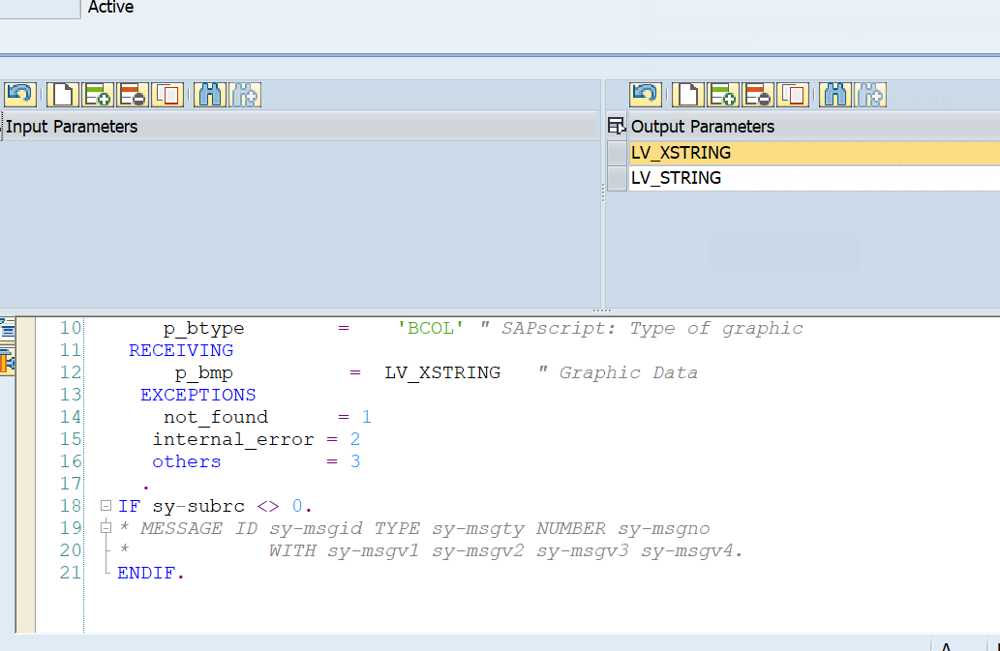 Active
Input Parameters
Output Parameters
LV_XSTRING
LV_STRING
10 p_btype = 'BCOL' " SAPscript: Type of graphic
11 RECEIVING
12 p_bmp = LV_XSTRING " Graphic Data
13 EXCEPTIONS
14 not_found = 1
15 internal_error = 2
16 others = 3
17 .
18 IF sy-subrc <> 0.
19 * MESSAGE ID sy-msgid TYPE sy-msgty NUMBER sy-msgno
20 * WITH sy-msgv1 sy-msgv2 sy-msgv3 sy-msgv4.
21 ENDIF.